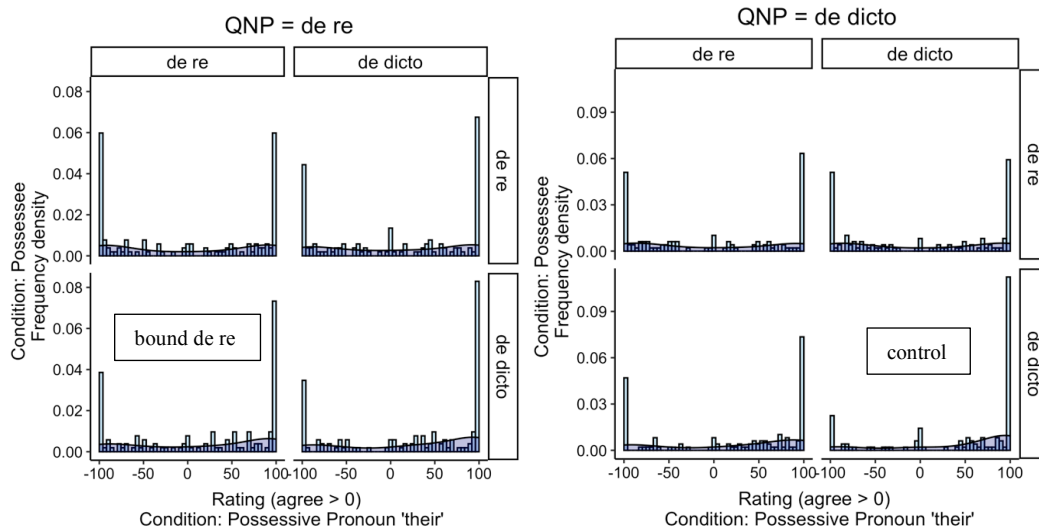 QNP = de re
de re de dicto
0.08
0.06
0.04
0.02
0.00
de re
0.08
0.06
0.04
0.02
0.00
de dicto
bound de re
Condition: Possessee
Frequency density
-100 -50 0 50 100 -50 0 50 100
Rating (agree > 0)
Condition: Possessive Pronoun 'their'
QNP = de dicto
de re de dicto
0.09
0.06
0.03
0.00
de re
0.09
0.06
0.03
0.00
de dicto
control
Condition: Possessee
Frequency density
-100 -50 0 50 100 -50 0 50 100
Rating (agree > 0)
Condition: Possessive Pronoun 'their'